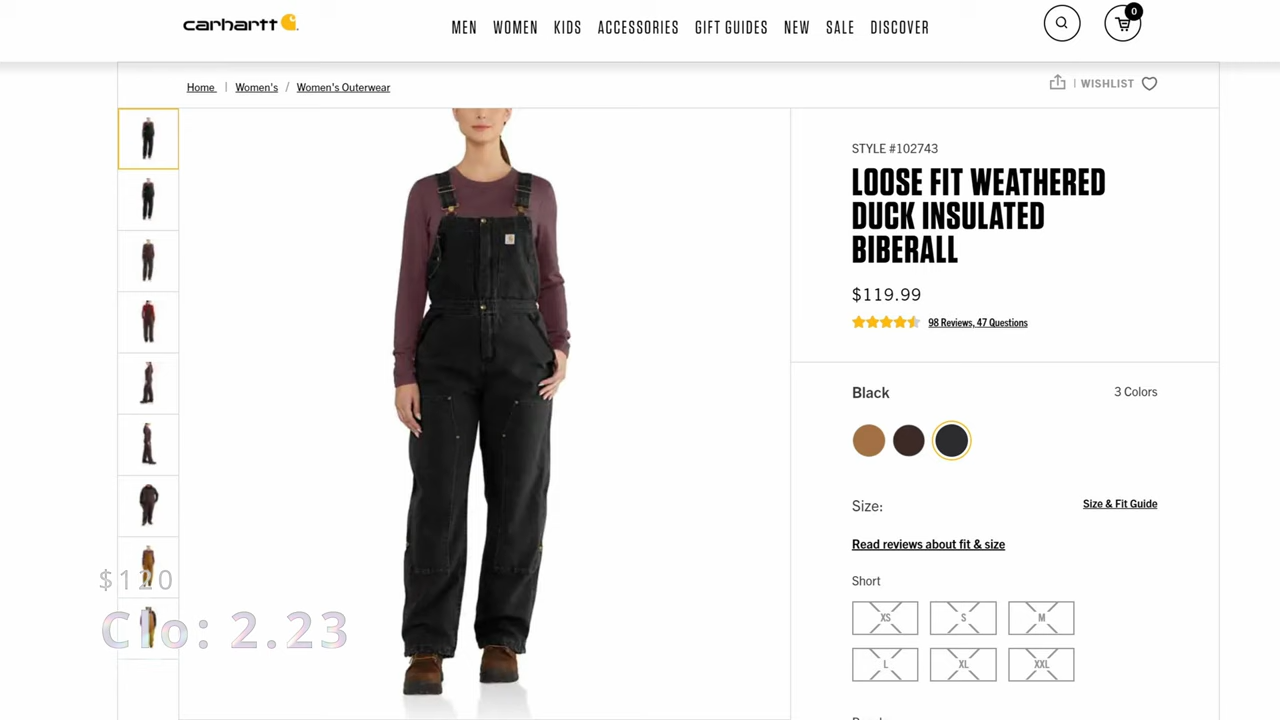 carhartt
MEN WOMEN KIDS ACCESSORIES GIFT GUIDES NEW SALE DISCOVER
0
Home | Women's / Women's Outerwear
| WISHLIST
STYLE #102743
LOOSE FIT WEATHERED
DUCK INSULATED
BIBERALL
$119.99
98 Reviews, 47 Questions
Black
3 Colors
Size:
Size & Fit Guide
Read reviews about fit & size
Short
XS S M
L XL XXL
$120
Clo: 2.23